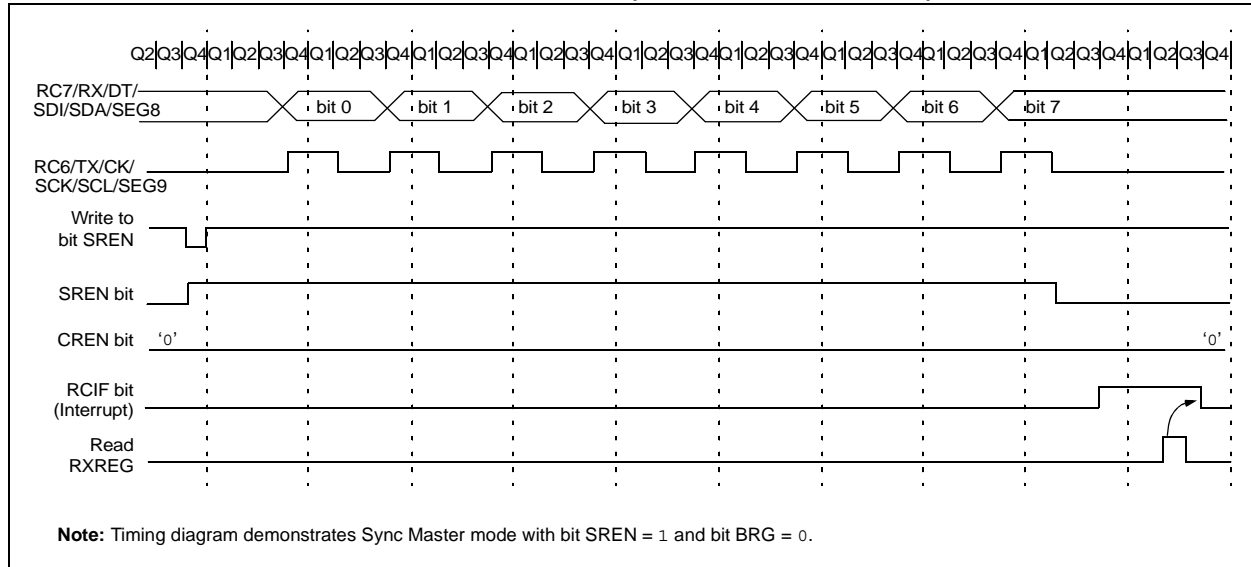 Q2|Q3|Q4|Q1|Q2|Q3|Q4|Q1|Q2|Q3|Q4|Q1|Q2|Q3|Q4|Q1|Q2|Q3|Q4|Q1|Q2|Q3|Q4|Q1|Q2|Q3|Q4|Q1|Q2|Q3|Q4|Q1|Q2|Q3|Q4|Q1|Q2|Q3|Q4|Q1|Q2|Q3|Q4|
RC7/RX/DT/
SDI/SDA/SEG8
bit 0 bit 1 bit 2 bit 3 bit 4 bit 5 bit 6 bit 7
RC6/TX/CK/
SCK/SCL/SEG9
Write to
bit SREN
SREN bit
CREN bit '0' '0'
RCIF bit
(Interrupt)
Read
RXREG
Note: Timing diagram demonstrates Sync Master mode with bit SREN = 1 and bit BRG = 0.